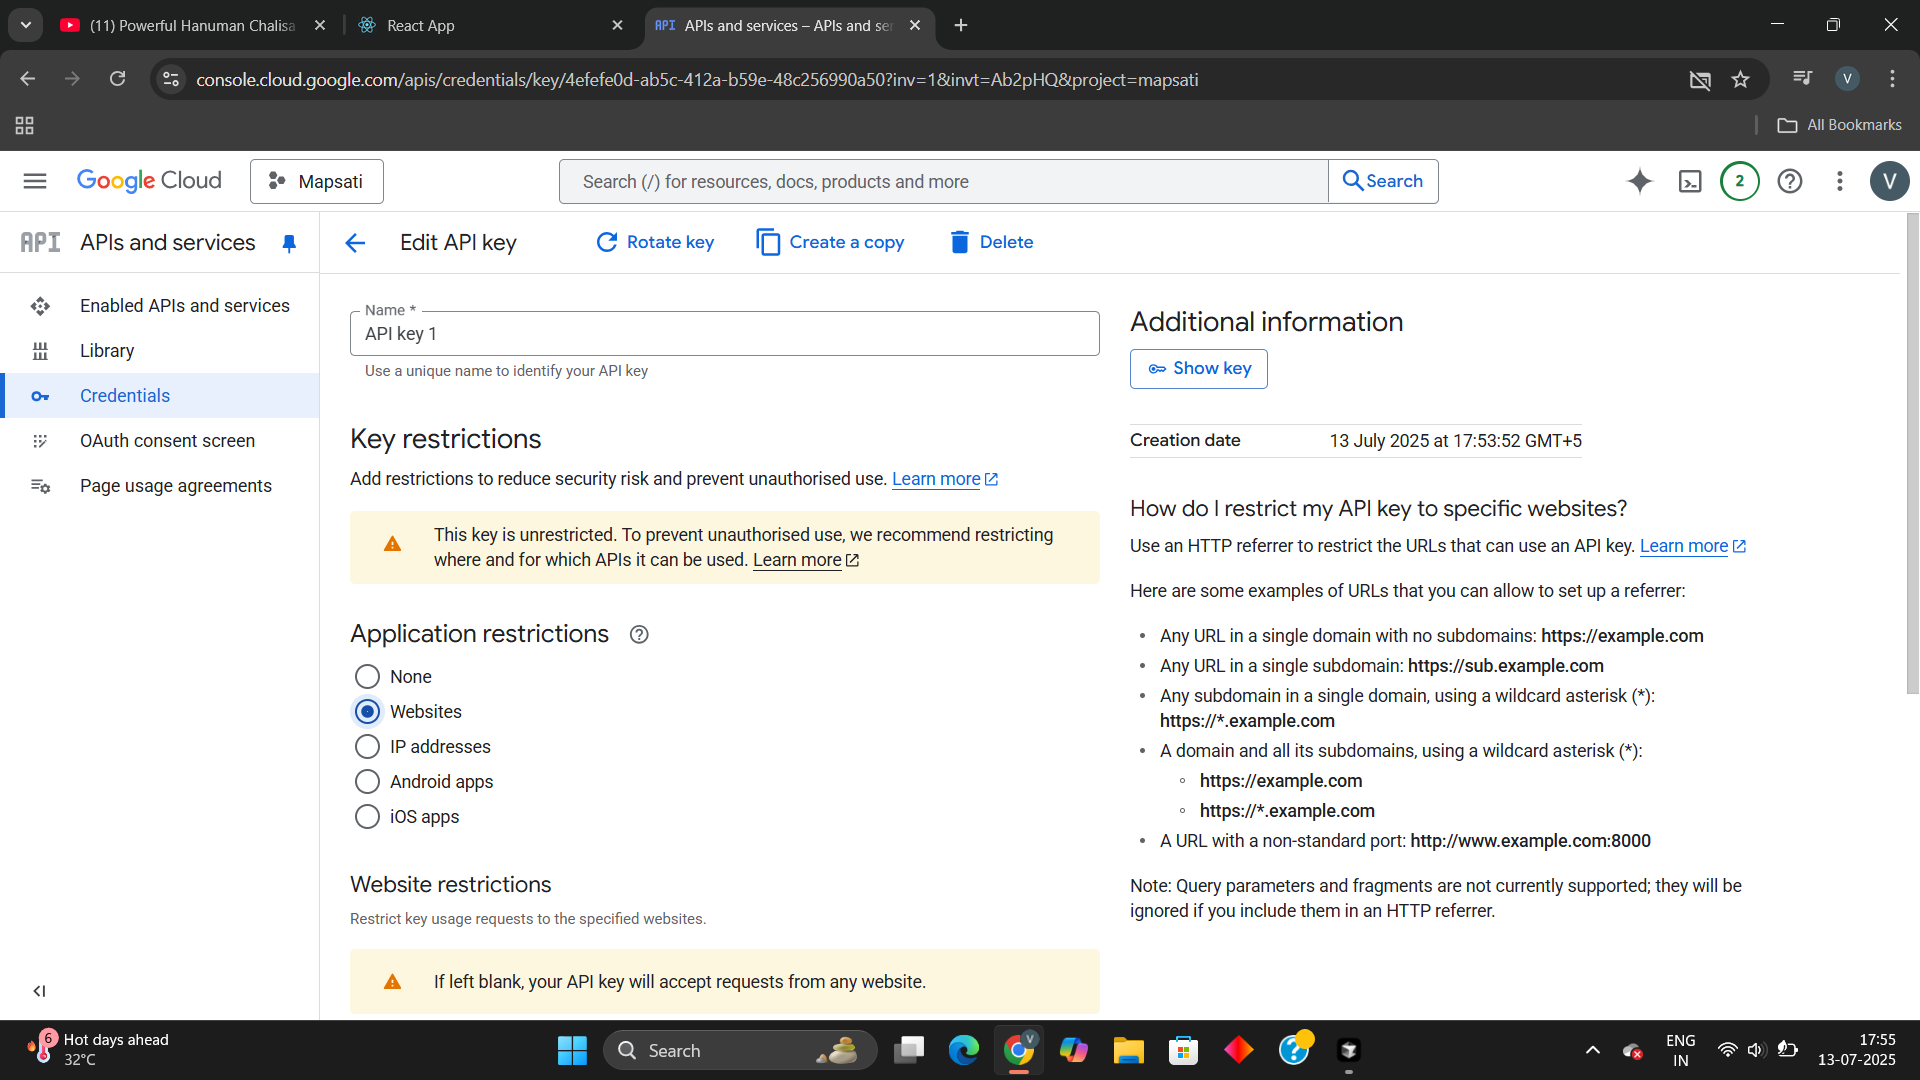 (11) Powerful Hanuman Chalisa
React App
API APIs and services – APIs and ser
console.cloud.google.com/apis/credentials/key/4efefe0d-ab5c-412a-b59e-48c256990a50?inv=1&invt=Ab2pHQ&project=mapsati
V
All Bookmarks
Google Cloud
Mapsati
Search (/) for resources, docs, products and more
Search
2
V
API APIs and services
Edit API key
Rotate key
Create a copy
Delete
Enabled APIs and services
Library
Credentials
OAuth consent screen
Page usage agreements
Name *
API key 1
Use a unique name to identify your API key
Key restrictions
Add restrictions to reduce security risk and prevent unauthorised use. Learn more
This key is unrestricted. To prevent unauthorised use, we recommend restricting
where and for which APIs it can be used. Learn more
Application restrictions
None
Websites
IP addresses
Android apps
iOS apps
Website restrictions
Restrict key usage requests to the specified websites.
If left blank, your API key will accept requests from any website.
Additional information
Show key
Creation date 13 July 2025 at 17:53:52 GMT+5
How do I restrict my API key to specific websites?
Use an HTTP referrer to restrict the URLs that can use an API key. Learn more
Here are some examples of URLs that you can allow to set up a referrer:
• Any URL in a single domain with no subdomains: https://example.com
• Any URL in a single subdomain: https://sub.example.com
• Any subdomain in a single domain, using a wildcard asterisk (*):
https://*.example.com
• A domain and all its subdomains, using a wildcard asterisk (*):
◦ https://example.com
◦ https://*.example.com
• A URL with a non-standard port: http://www.example.com:8000
Note: Query parameters and fragments are not currently supported; they will be
ignored if you include them in an HTTP referrer.
6
Hot days ahead
32°C
Search
V
ENG
IN
17:55
13-07-2025